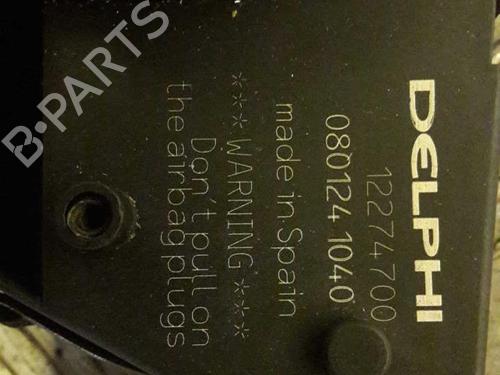 DELPHI
12274700
080124 1040
made in Spain
*** WARNING ***
Don't pull on
the airbag plugs
B·PARTS